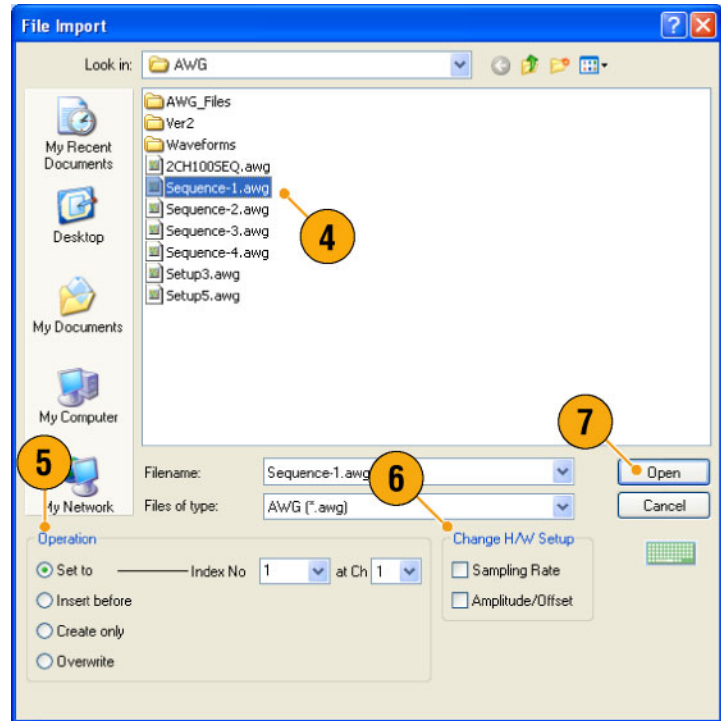 File Import
Look in: AWG
My Recent Documents
Desktop
My Documents
My Computer
My Network
AWG_Files
Ver2
Waveforms
2CH100SEQ.awg
Sequence-1.awg
Sequence-2.awg
Sequence-3.awg
Sequence-4.awg
Setup3.awg
Setup5.awg
4
5
6
7
Filename: Sequence-1.awg
Open
Files of type: AWG (*.awg)
Cancel
Operation
Set to Index No 1 at Ch 1
Insert before
Create only
Overwrite
Change H/W Setup
Sampling Rate
Amplitude/Offset